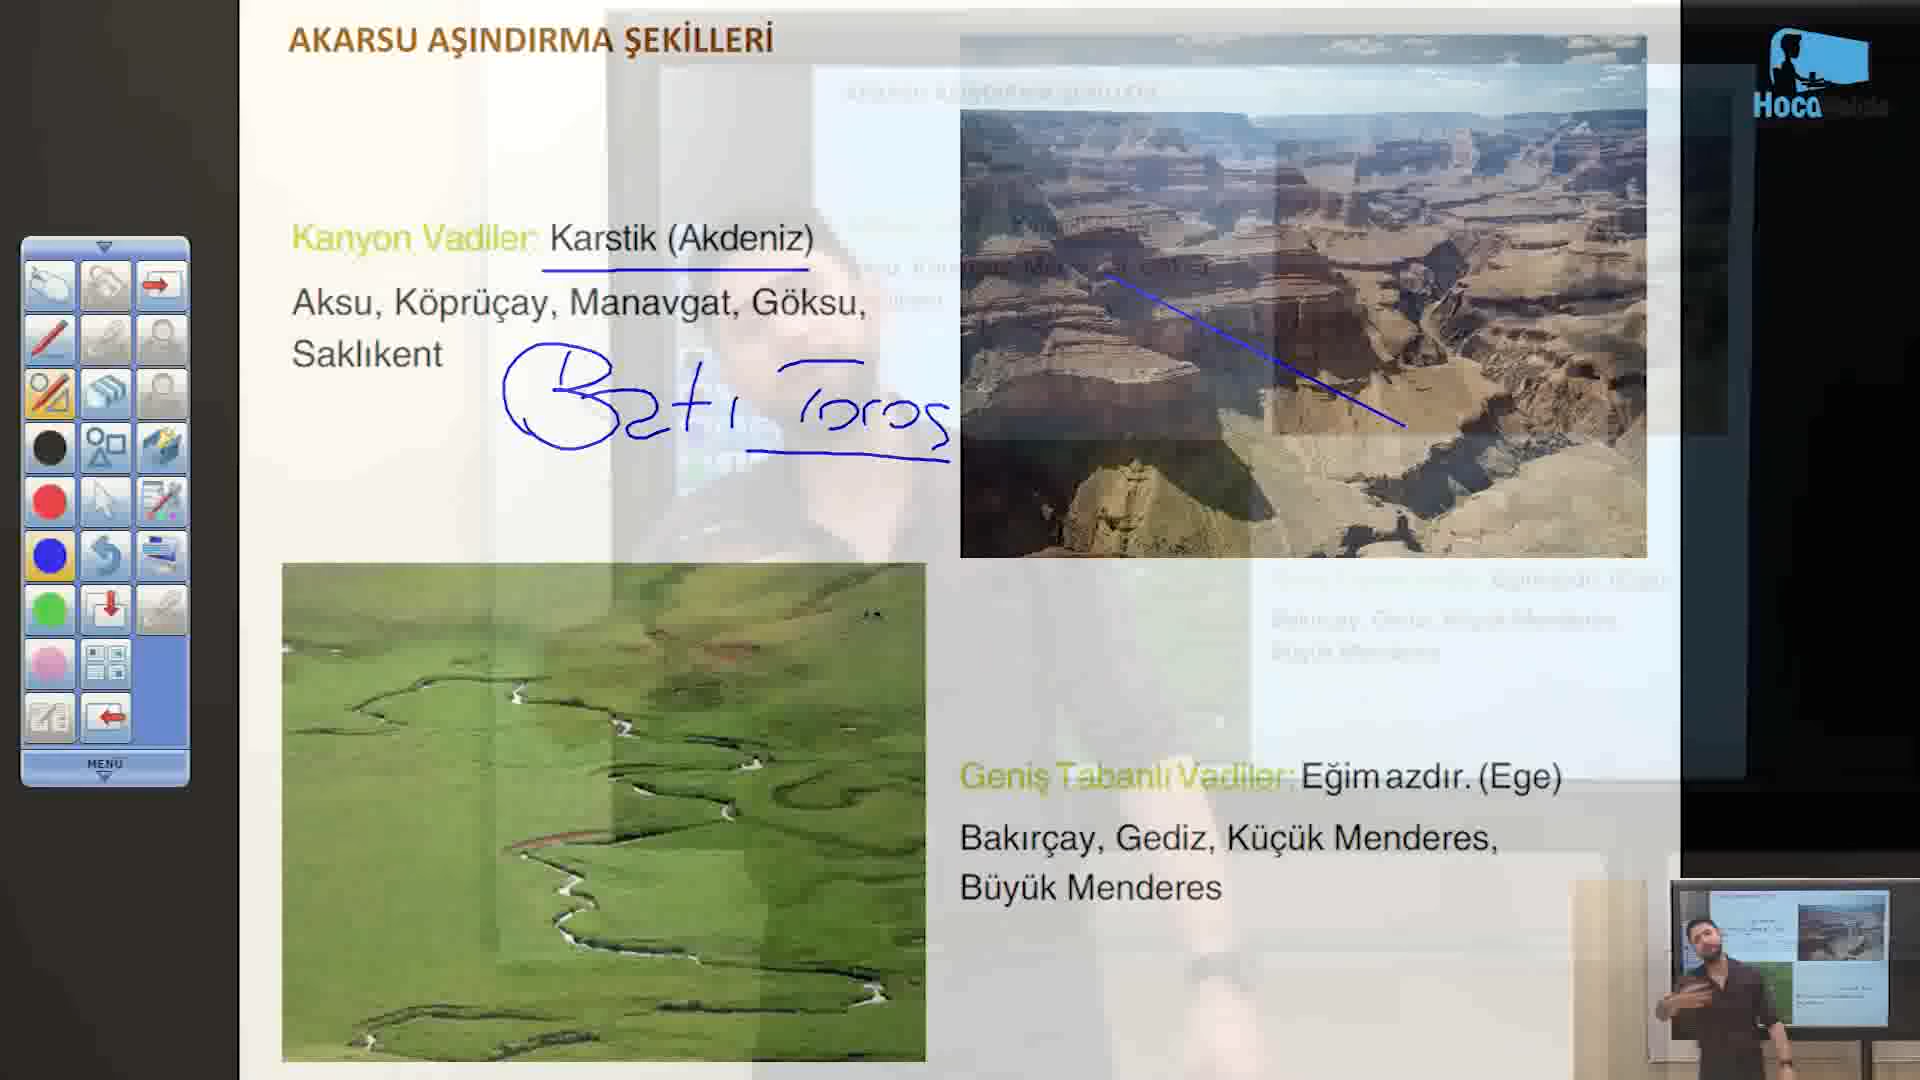 AKARSU AŞINDIRMA ŞEKİLLERİ
Hoca
Kanyon Vadiler: Karstik (Akdeniz)
Aksu, Köprüçay, Manavgat, Göksu,
Saklıkent
Batı Toros
Geniş Tabanlı Vadiler: Eğim azdır. (Ege)
Bakırçay, Gediz, Küçük Menderes,
Büyük Menderes
MENU